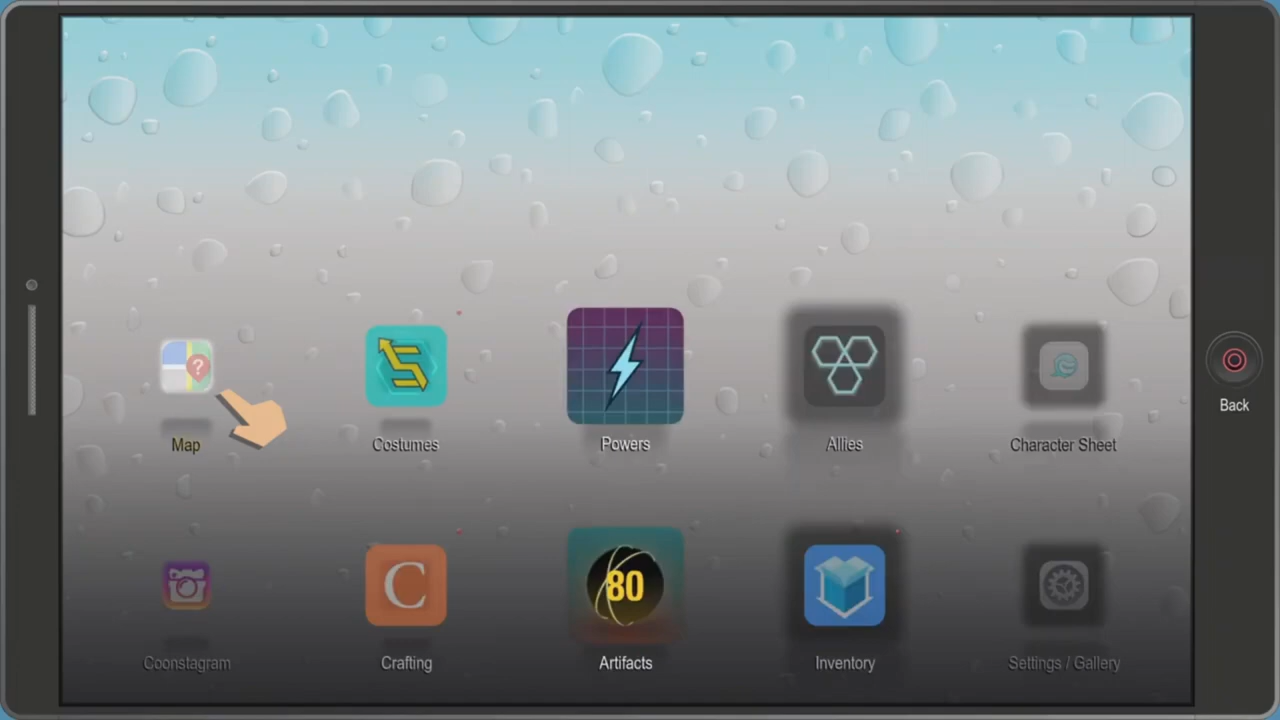 ?
Map
Costumes
Powers
Allies
Character Sheet
Back
C
80
Coonstagram
Crafting
Artifacts
Inventory
Settings / Gallery